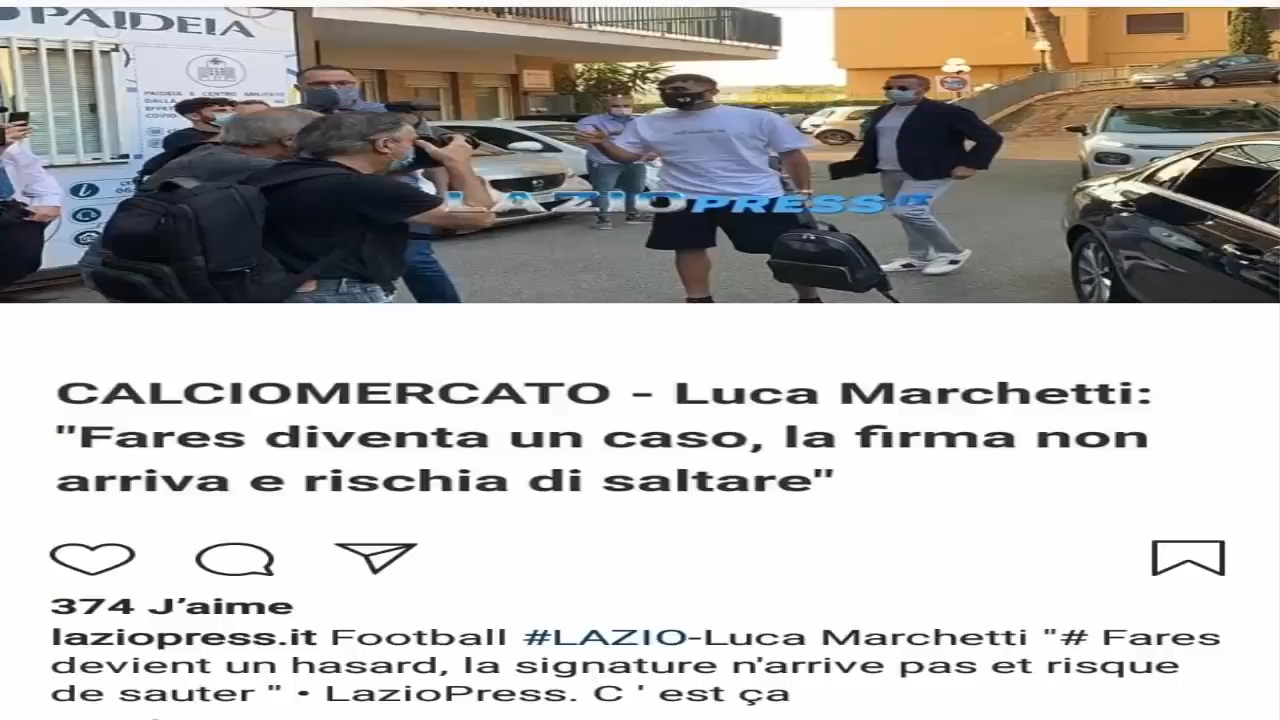 PAIDEIA
LAZIOPRESS.IT
CALCIOMERCATO - Luca Marchetti:
"Fares diventa un caso, la firma non
arriva e rischia di saltare"
374 J'aime
laziopress.it Football #LAZIO-Luca Marchetti "# Fares
devient un hasard, la signature n'arrive pas et risque
de sauter " • LazioPress. C ' est ça